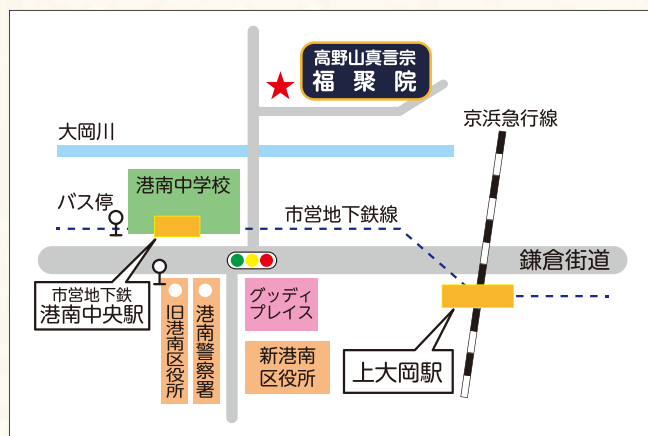 高野山真言宗
福聚院
大岡川
京浜急行線
港南中学校
バス停
市営地下鉄線
鎌倉街道
市営地下鉄
港南中央駅
旧港南区役所
港南警察署
グッディ
プレイス
新港南
区役所
上大岡駅